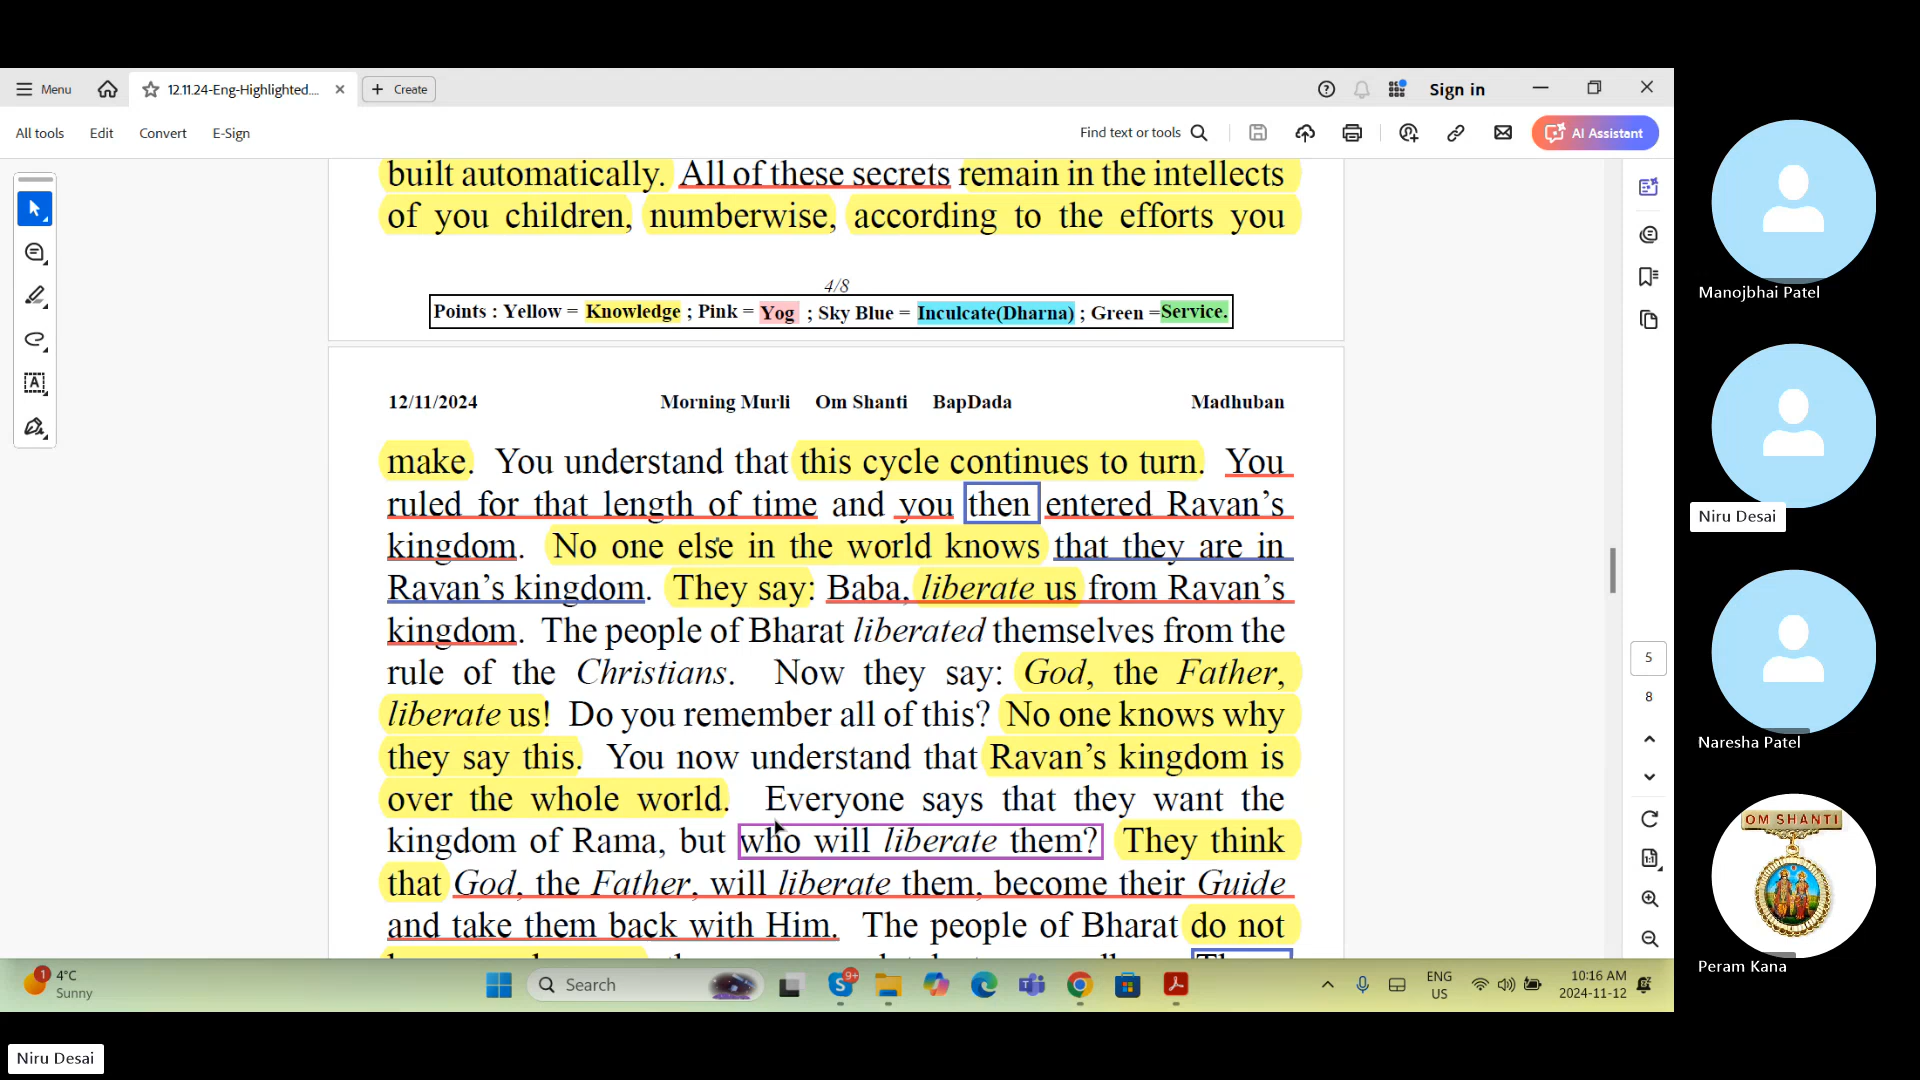 Menu
12.11.24-Eng-Highlighted....
Create
Sign in
All tools
Edit
Convert
E-Sign
Find text or tools
AI Assistant
built automatically. All of these secrets remain in the intellects
of you children, numberwise, according to the efforts you
4/8
Points : Yellow = Knowledge ; Pink = Yog ; Sky Blue = Inculcate(Dharna) ; Green =Service.
12/11/2024 Morning Murli Om Shanti BapDada Madhuban
make. You understand that this cycle continues to turn. You
ruled for that length of time and you then entered Ravan’s
kingdom. No one else in the world knows that they are in
Ravan’s kingdom. They say: Baba, liberate us from Ravan’s
kingdom. The people of Bharat liberated themselves from the
rule of the Christians. Now they say: God, the Father,
liberate us! Do you remember all of this? No one knows why
they say this. You now understand that Ravan’s kingdom is
over the whole world. Everyone says that they want the
kingdom of Rama, but who will liberate them? They think
that God, the Father, will liberate them, become their Guide
and take them back with Him. The people of Bharat do not
5
8
1
4°C
Sunny
Search
9+
ENG
US
10:16 AM
2024-11-12
Manojbhai Patel
Niru Desai
Naresha Patel
OM SHANTI
Peram Kana
Niru Desai